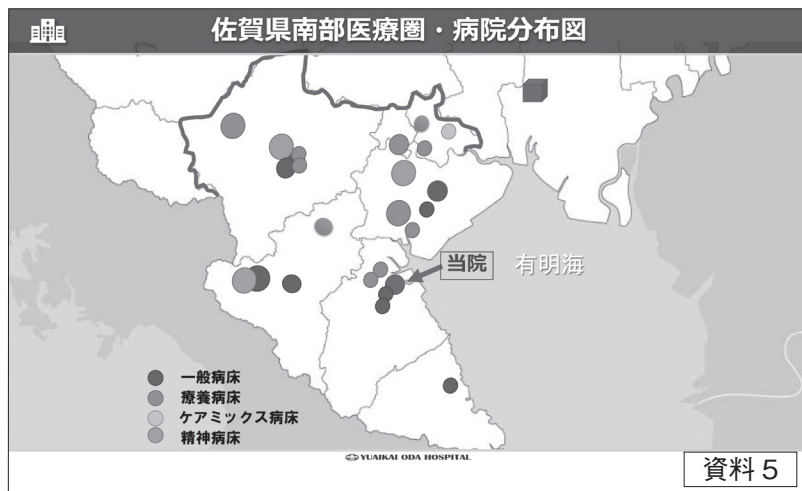 佐賀県南部医療圏・病院分布図
当院
有明海
一般病床
療養病床
ケアミックス病床
精神病床
YUAIKAI ODA HOSPITAL
資料5